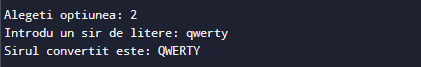 Alegeti optiunea: 2
Introdu un sir de litere: qwerty
Sirul convertit este: QWERTY